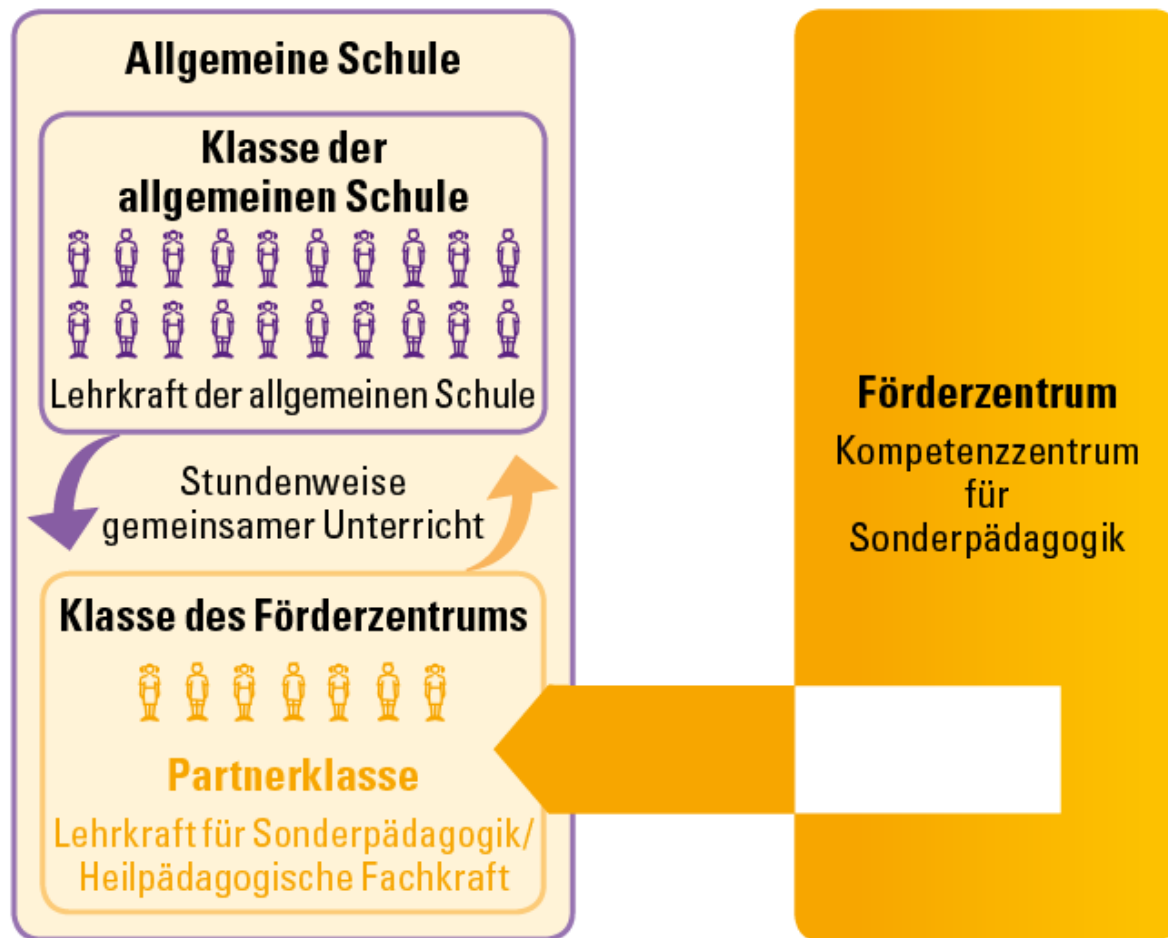 Allgemeine Schule
Klasse der
allgemeinen Schule
Lehrkraft der allgemeinen Schule
Stundenweise
gemeinsamer Unterricht
Klasse des Förderzentrums
Partnerklasse
Lehrkraft für Sonderpädagogik/
Heilpädagogische Fachkraft
Förderzentrum
Kompetenzzentrum
für
Sonderpädagogik